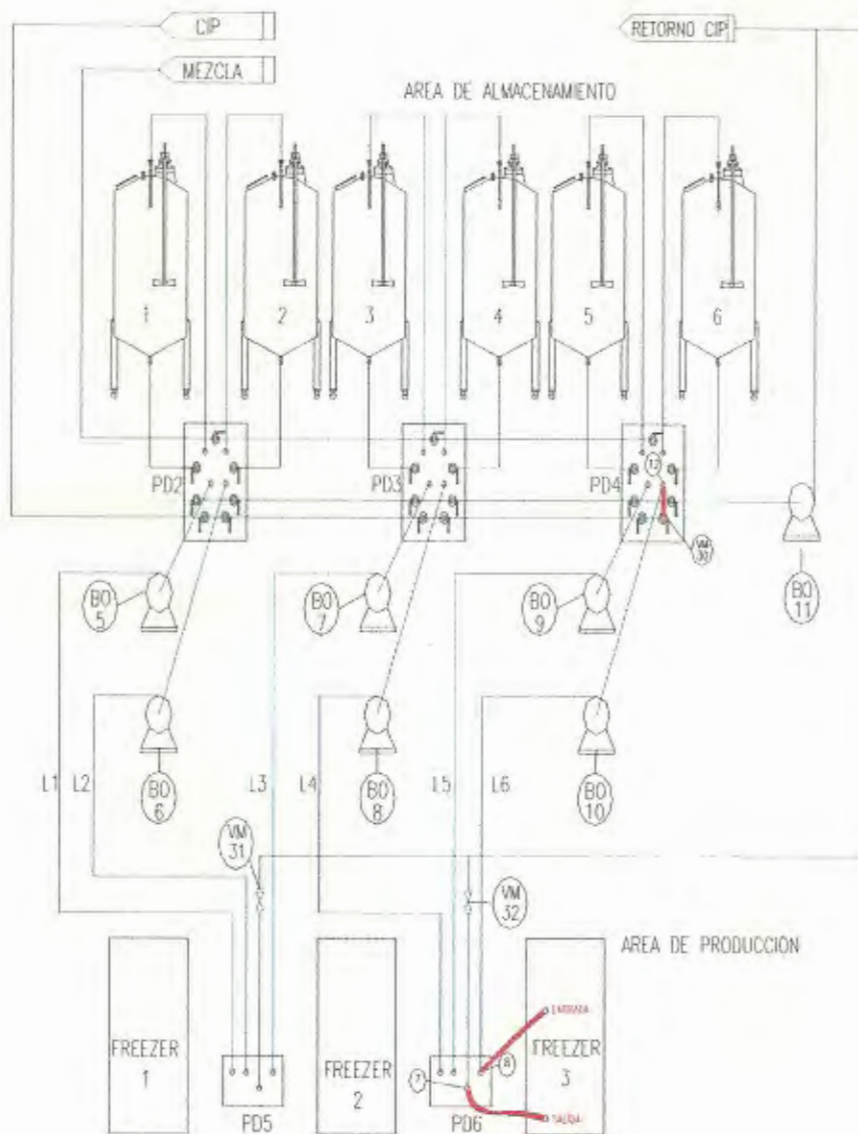 CIP
RETORNO CIP
MEZCLA
AREA DE ALMACENAMIENTO
1
2
3
4
5
6
12
PD2
PD3
PD4
VM
30
BO
5
BO
7
BO
9
BO
11
L1
L2
L3
L4
L5
L6
BO
6
BO
8
BO
10
VM
31
VM
32
AREA DE PRODUCCION
ENTRADA
FREEZER
1
FREEZER
2
FREEZER
3
7
8
SALIDA
PD5
PD6